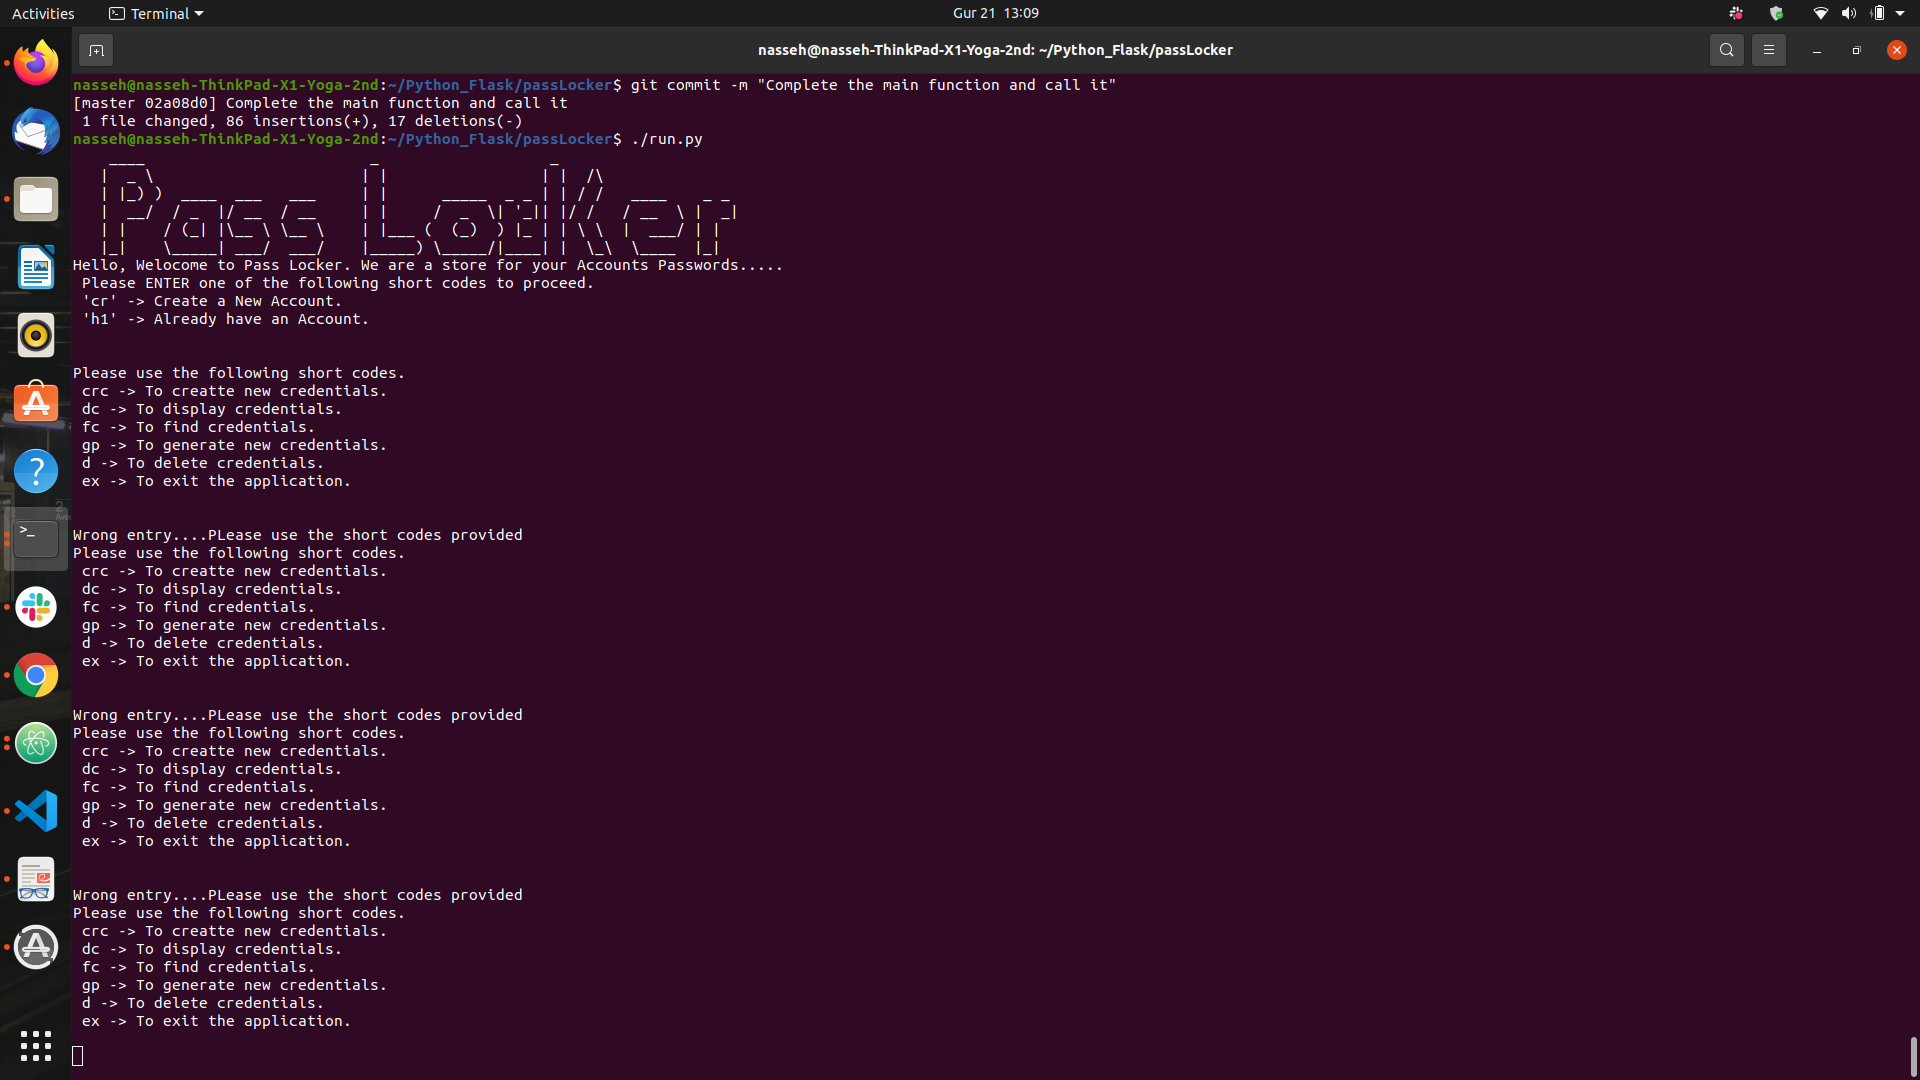 Activities
Terminal
Gur 21 13:09
nasseh@nasseh-ThinkPad-X1-Yoga-2nd: ~/Python_Flask/passLocker
nasseh@nasseh-ThinkPad-X1-Yoga-2nd:~/Python_Flask/passLocker$ git commit -m "Complete the main function and call it"
[master 02a08d0] Complete the main function and call it
 1 file changed, 86 insertions(+), 17 deletions(-)
nasseh@nasseh-ThinkPad-X1-Yoga-2nd:~/Python_Flask/passLocker$ ./run.py
Pass Locker
Hello, Welocome to Pass Locker. We are a store for your Accounts Passwords.....
 Please ENTER one of the following short codes to proceed.
 'cr' -> Create a New Account.
 'h1' -> Already have an Account.
Please use the following short codes.
 crc -> To creatte new credentials.
 dc -> To display credentials.
 fc -> To find credentials.
 gp -> To generate new credentials.
 d -> To delete credentials.
 ex -> To exit the application.
Wrong entry....PLease use the short codes provided
Please use the following short codes.
 crc -> To creatte new credentials.
 dc -> To display credentials.
 fc -> To find credentials.
 gp -> To generate new credentials.
 d -> To delete credentials.
 ex -> To exit the application.
Wrong entry....PLease use the short codes provided
Please use the following short codes.
 crc -> To creatte new credentials.
 dc -> To display credentials.
 fc -> To find credentials.
 gp -> To generate new credentials.
 d -> To delete credentials.
 ex -> To exit the application.
Wrong entry....PLease use the short codes provided
Please use the following short codes.
 crc -> To creatte new credentials.
 dc -> To display credentials.
 fc -> To find credentials.
 gp -> To generate new credentials.
 d -> To delete credentials.
 ex -> To exit the application.